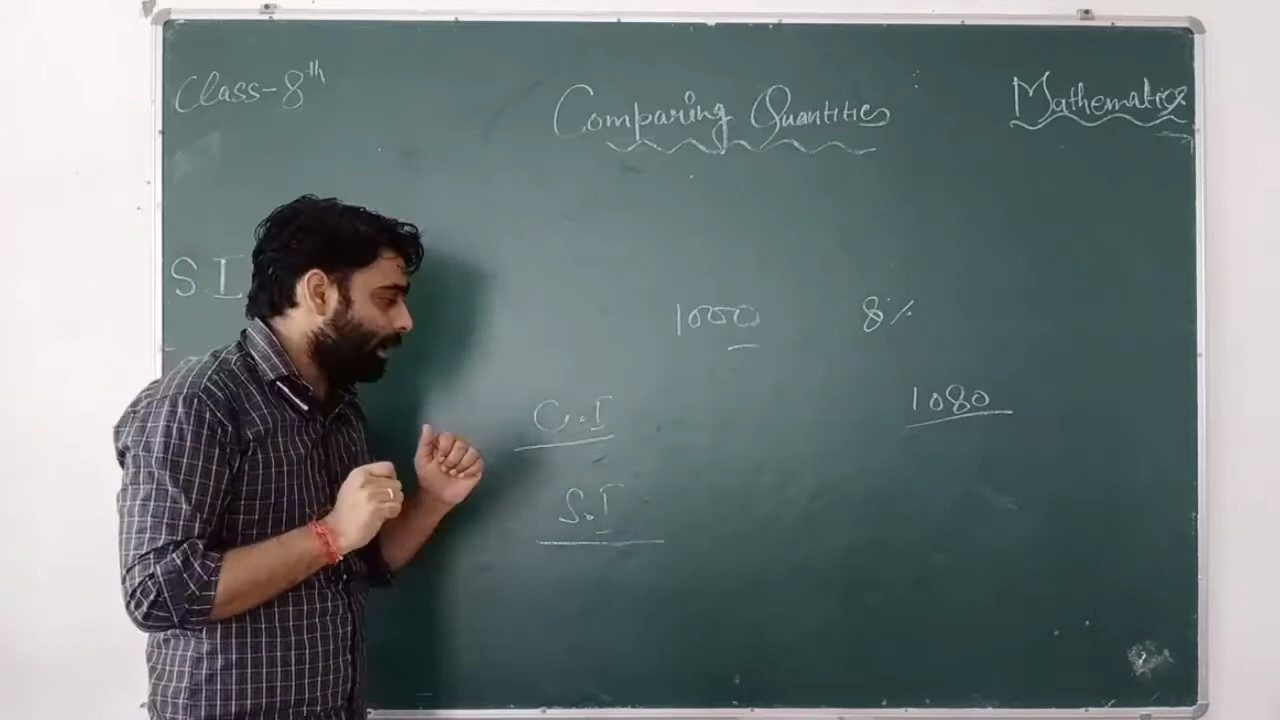 Class-8th
Comparing Quantities
Mathematics
S I
1000 8%
1080
C.I
S.I